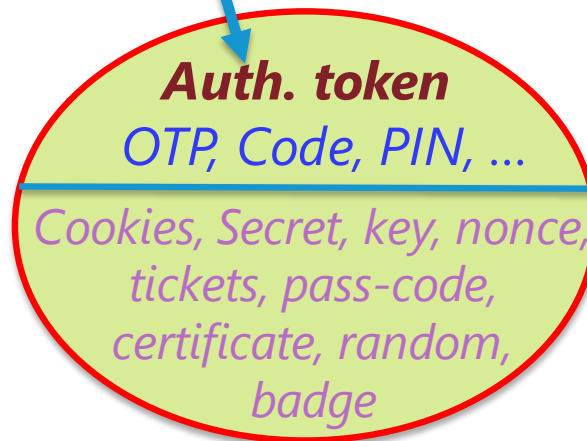 Auth. token
OTP, Code, PIN, ...
Cookies, Secret, key, nonce,
tickets, pass-code,
certificate, random,
badge